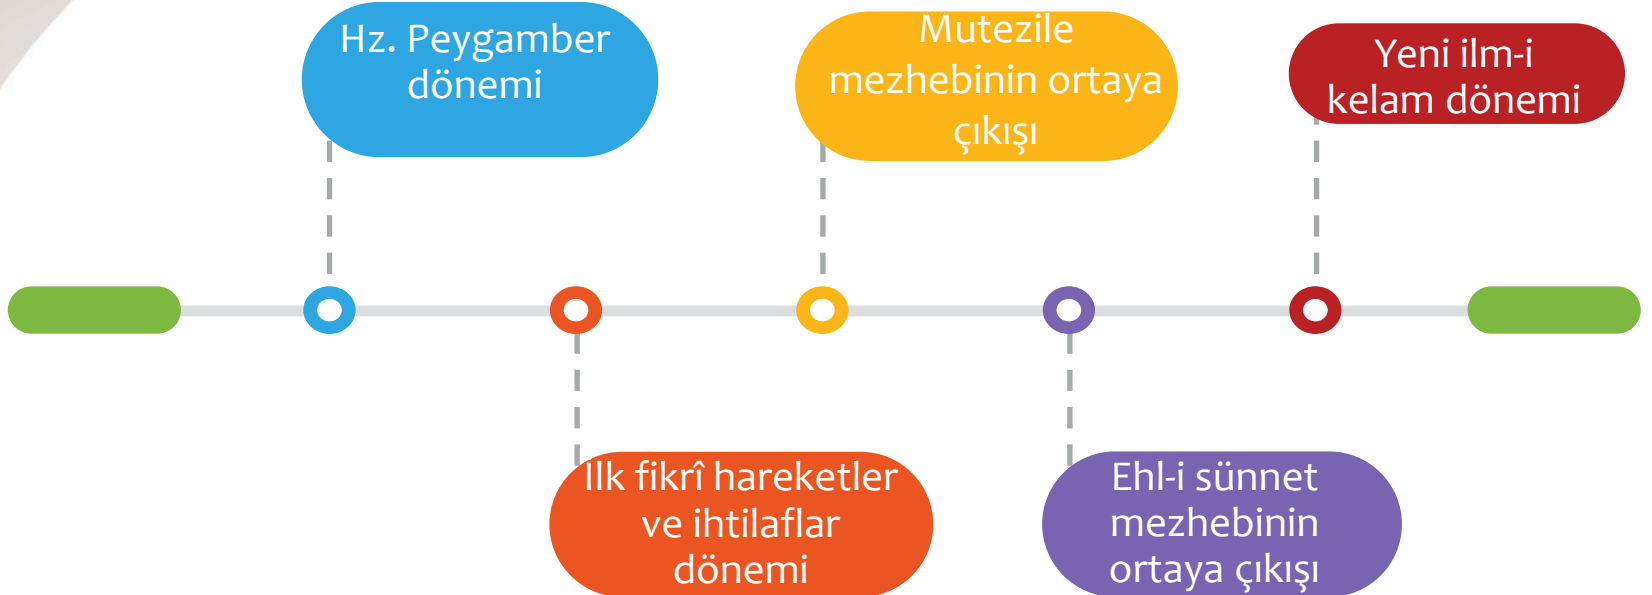 Hz. Peygamber
dönemi
İlk fikrî hareketler
ve ihtilaflar
dönemi
Mutezile
mezhebinin ortaya
çıkışı
Ehl-i sünnet
mezhebinin
ortaya çıkışı
Yeni ilm-i
kelam dönemi